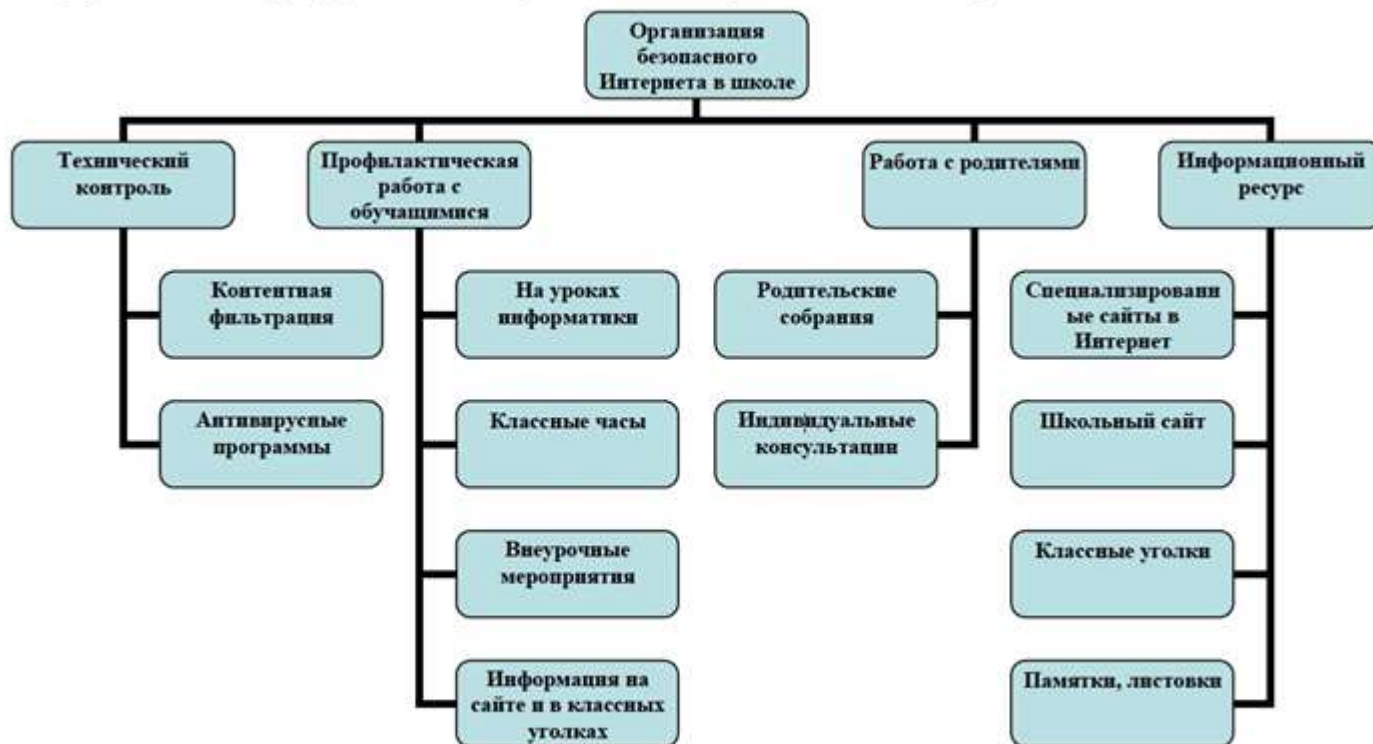 Организация
безопасного
Интернета в школе
Технический
контроль
Профилактическая
работа с
обучащимися
Работа с родителями
Информационный
ресурс
Контентная
фильтрация
На уроках
информатики
Родительские
собрания
Специализированн
ые сайты в
Интернет
Антивирусные
программы
Классные часы
Индивидуальные
консультации
Школьный сайт
Внеурочные
мероприятия
Классные уголки
Информация на
сайте и в классных
уголках
Памятки, листовки